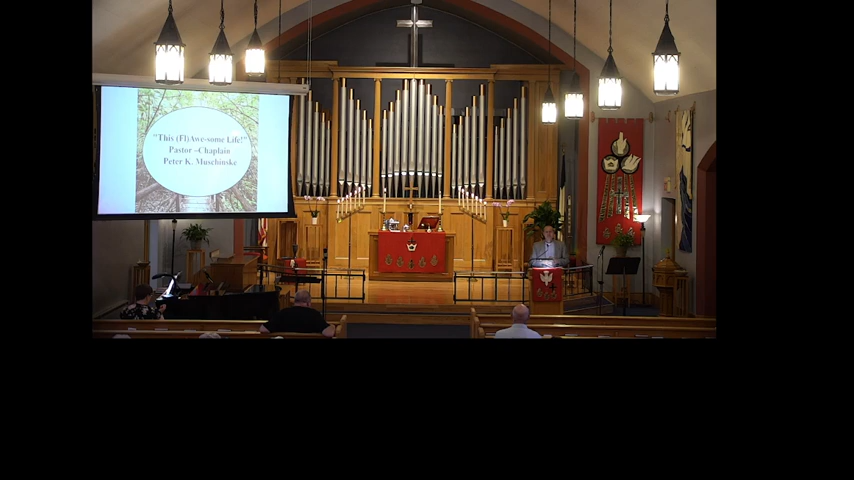 "This (Fl)Awe-some Life!"
Pastor –Chaplain
Peter K. Muschinske